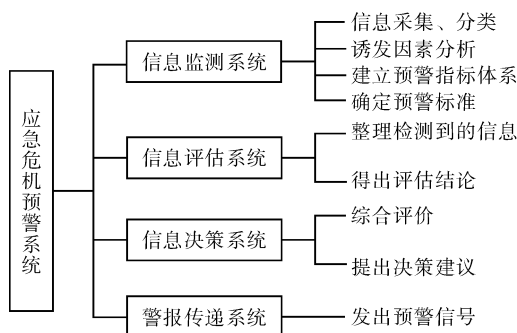 应急危机预警系统
信息监测系统
信息采集、分类
诱发因素分析
建立预警指标体系
确定预警标准
信息评估系统
整理检测到的信息
得出评估结论
信息决策系统
综合评价
提出决策建议
警报传递系统
发出预警信号